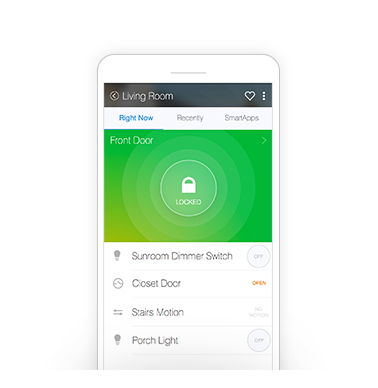 Living Room
Right Now Recently SmartApps
Front Door
LOCKED
Sunroom Dimmer Switch OFF
Closet Door OPEN
Stairs Motion NO MOTION
Porch Light OFF